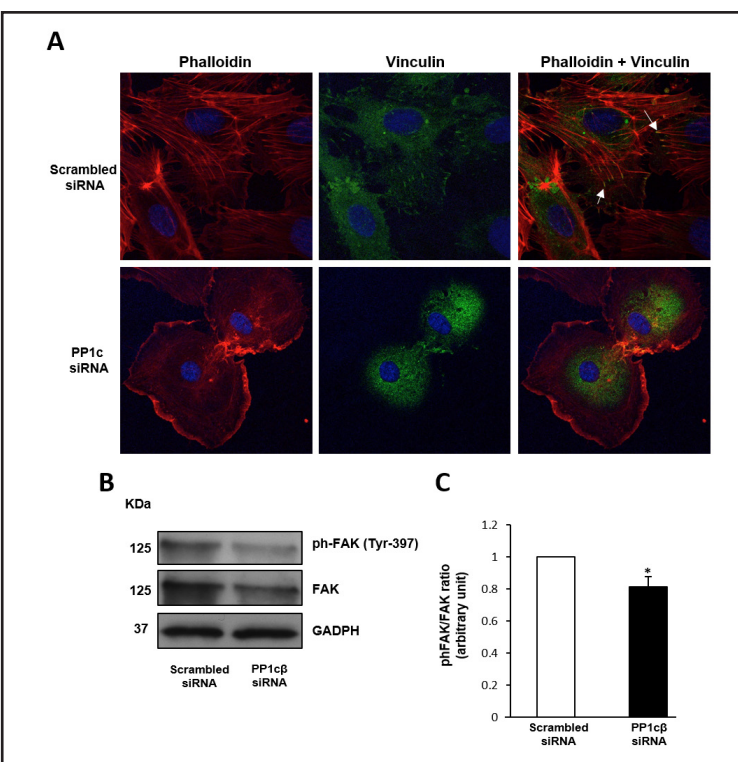 A
Phalloidin
Vinculin
Phalloidin + Vinculin
Scrambled
siRNA
PP1c
siRNA
B
KDa
125
ph-FAK (Tyr-397)
125
FAK
37
GADPH
Scrambled
siRNA
PP1cβ
siRNA
C
phFAK/FAK ratio
(arbitrary unit)
1.2
1
0.8
0.6
0.4
0.2
0
*
Scrambled
siRNA
PP1cβ
siRNA